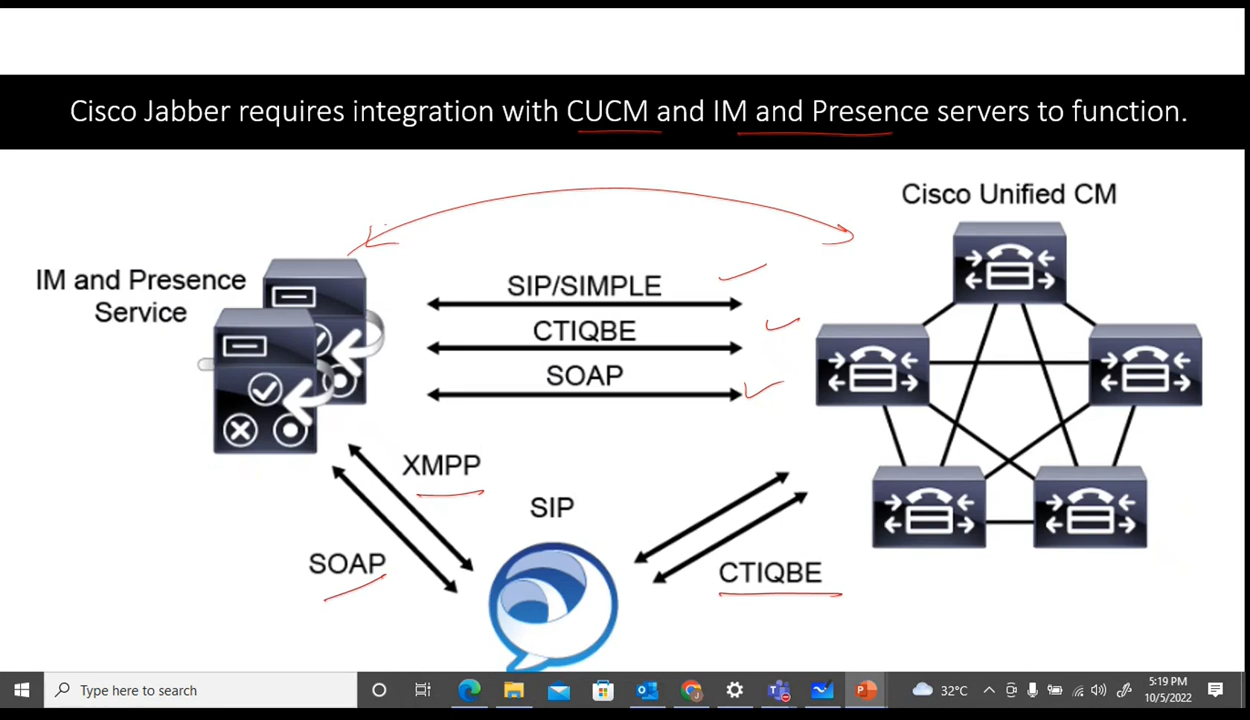 Cisco Jabber requires integration with CUCM and IM and Presence servers to function.
Cisco Unified CM
IM and Presence
Service
SIP/SIMPLE
CTIQBE
SOAP
XMPP
SIP
SOAP
CTIQBE
Type here to search
32°C
5:19 PM
10/5/2022